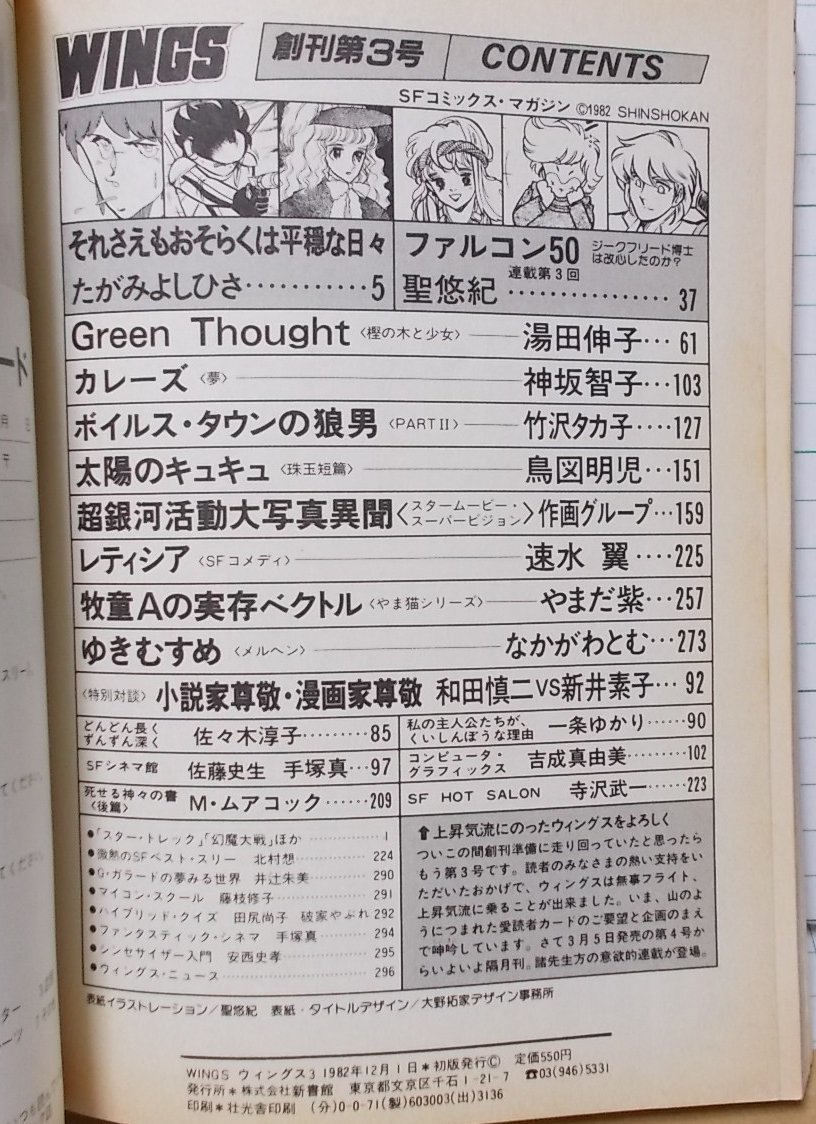 WINGS
創刊第3号 CONTENTS
SFコミックス・マガジン ©1982 SHINSHOKAN
それさえもおそらくは平穏な日々
たがみよしひさ…………5
ファルコン50 ジークフリード博士
は改心したのか?
連載第3回
聖悠紀……………37
Green Thought〈樫の木と少女〉——湯田伸子…61
カレーズ〈夢〉——神坂智子…103
ボイルス・タウンの狼男〈PARTII〉——竹沢タカ子…127
太陽のキュキュ〈珠玉短篇〉——鳥図明児…151
超銀河活動大写真異聞〈スタームービー・スーパービジョン〉作画グループ…159
レティシア〈SFコメディ〉——速水 翼…225
牧童Aの実存ベクトル〈やま猫シリーズ〉——やまだ紫…257
ゆきむすめ〈メルヘン〉——なかがわとむ…273
〈特別対談〉小説家尊敬・漫画家尊敬 和田慎二VS新井素子…92
どんどん長く
ずんずん深く 佐々木淳子………85
私の主人公たちが、
くいしんぼうな理由 一条ゆかり……90
SFシネマ館 佐藤史生 手塚真…97
コンピュータ・
グラフィックス 吉成真由美………102
死せる神々の書
〈後篇〉 M・ムアコック……209
SF HOT SALON 寺沢武一……223
●「スター・トレック」「幻魔大戦」ほか……1
●微熱のSFベスト・スリー 北村想……224
●G・ガラードの夢みる世界 井辻朱美……290
●マイコン・スクール 藤枝修子……291
●ハイブリッド・クイズ 田尻尚子 破家やぶれ 292
●ファンタスティック・シネマ 手塚真……294
●シンセサイザー入門 安西史孝……295
●ウィングス・ニュース……296
⬆上昇気流にのったウィングスをよろしく
ついこの間創刊準備に走り回っていたと思ったら
もう第3号です。読者のみなさまの熱い支持をい
ただいたおかげで、ウィングスは無事フライト、
上昇気流に乗ることが出来ました。いま、山のよ
うにつまれた愛読者カードのご要望と企画のまえ
で呻吟しています。さて3月5日発売の第4号か
らいよいよ隔月刊。諸先生方の意欲的連載が登場。
表紙イラストレーション/聖悠紀 表紙・タイトルデザイン/大野拓家デザイン事務所
WINGS ウィングス3 1982年12月1日*初版発行© 定価550円
発行所*株式会社新書館 東京都文京区千石1-21-7 ☎03(946)5331
印刷*壮光舎印刷 (分)0-0-71(製)603003(出)3136